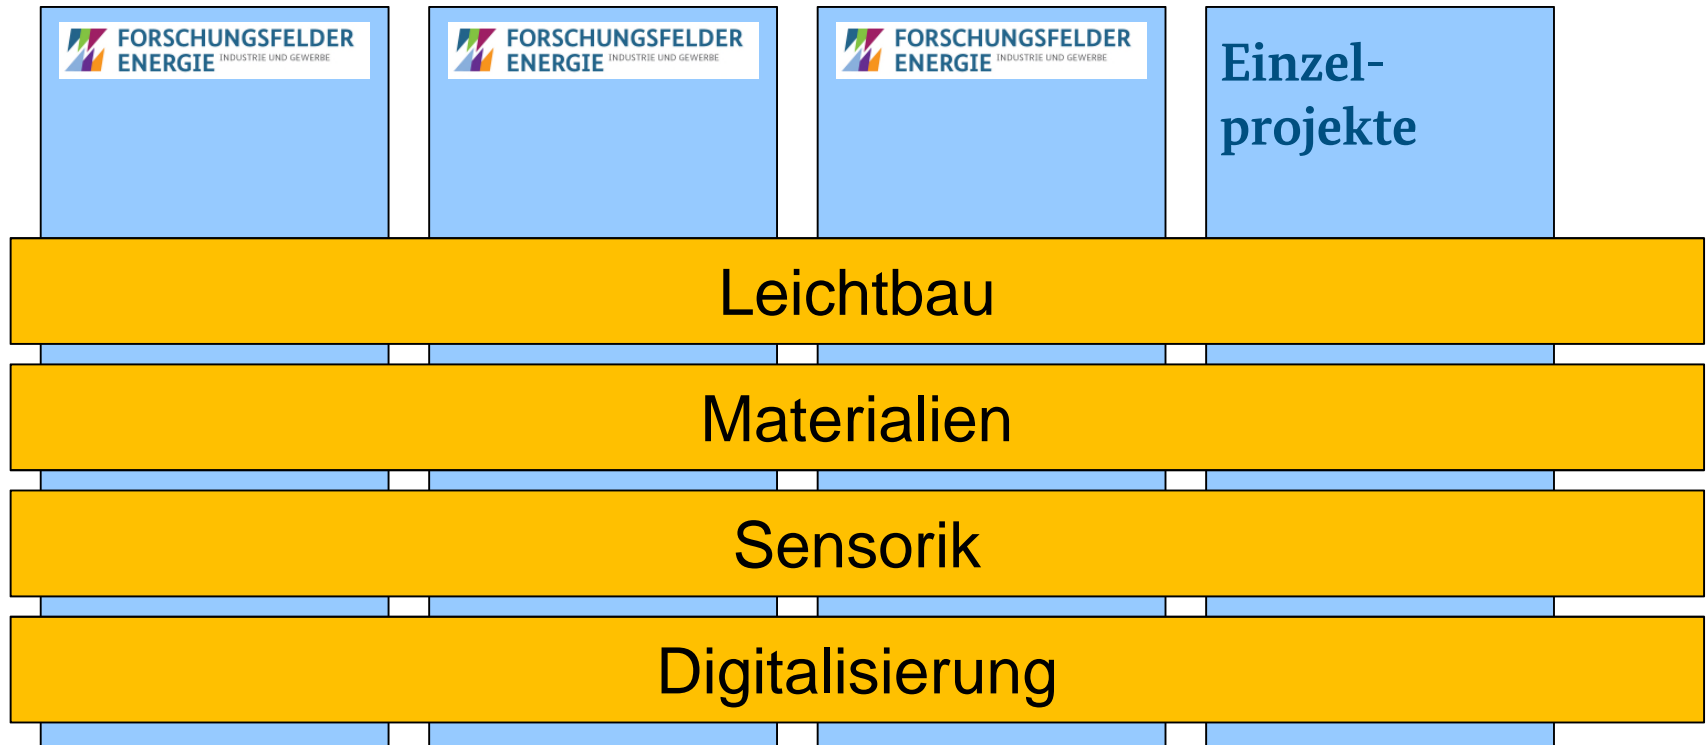 FORSCHUNGSFELDER
ENERGIE INDUSTRIE UND GEWERBE
FORSCHUNGSFELDER
ENERGIE INDUSTRIE UND GEWERBE
FORSCHUNGSFELDER
ENERGIE INDUSTRIE UND GEWERBE
Einzel-
projekte
Leichtbau
Materialien
Sensorik
Digitalisierung